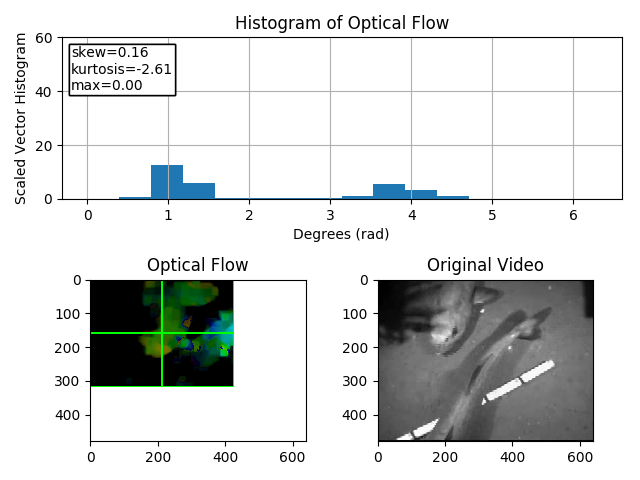 Histogram of Optical Flow
Scaled Vector Histogram
60
40
20
0
skew=0.16
kurtosis=-2.61
max=0.00
0 1 2 3 4 5 6
Degrees (rad)
Optical Flow
0
100
200
300
400
0 200 400 600
Original Video
0
100
200
300
400
0 200 400 600